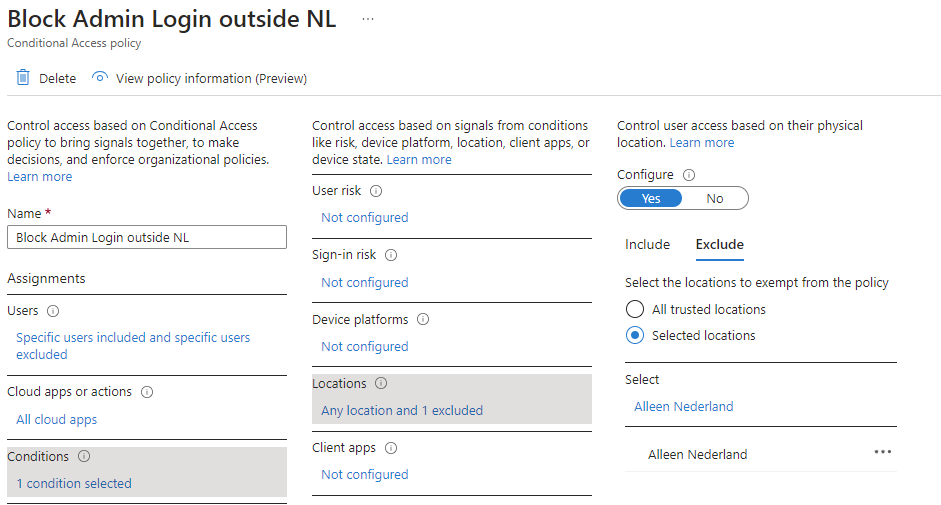 Block Admin Login outside NL ...
Conditional Access policy
Delete View policy information (Preview)
Control access based on Conditional Access
policy to bring signals together, to make
decisions, and enforce organizational policies.
Learn more
Name *
Block Admin Login outside NL
Assignments
Users
Specific users included and specific users
excluded
Cloud apps or actions
All cloud apps
Conditions
1 condition selected
Control access based on signals from conditions
like risk, device platform, location, client apps, or
device state. Learn more
User risk
Not configured
Sign-in risk
Not configured
Device platforms
Not configured
Locations
Any location and 1 excluded
Client apps
Not configured
Control user access based on their physical
location. Learn more
Configure
Yes No
Include Exclude
Select the locations to exempt from the policy
All trusted locations
Selected locations
Select
Alleen Nederland
Alleen Nederland